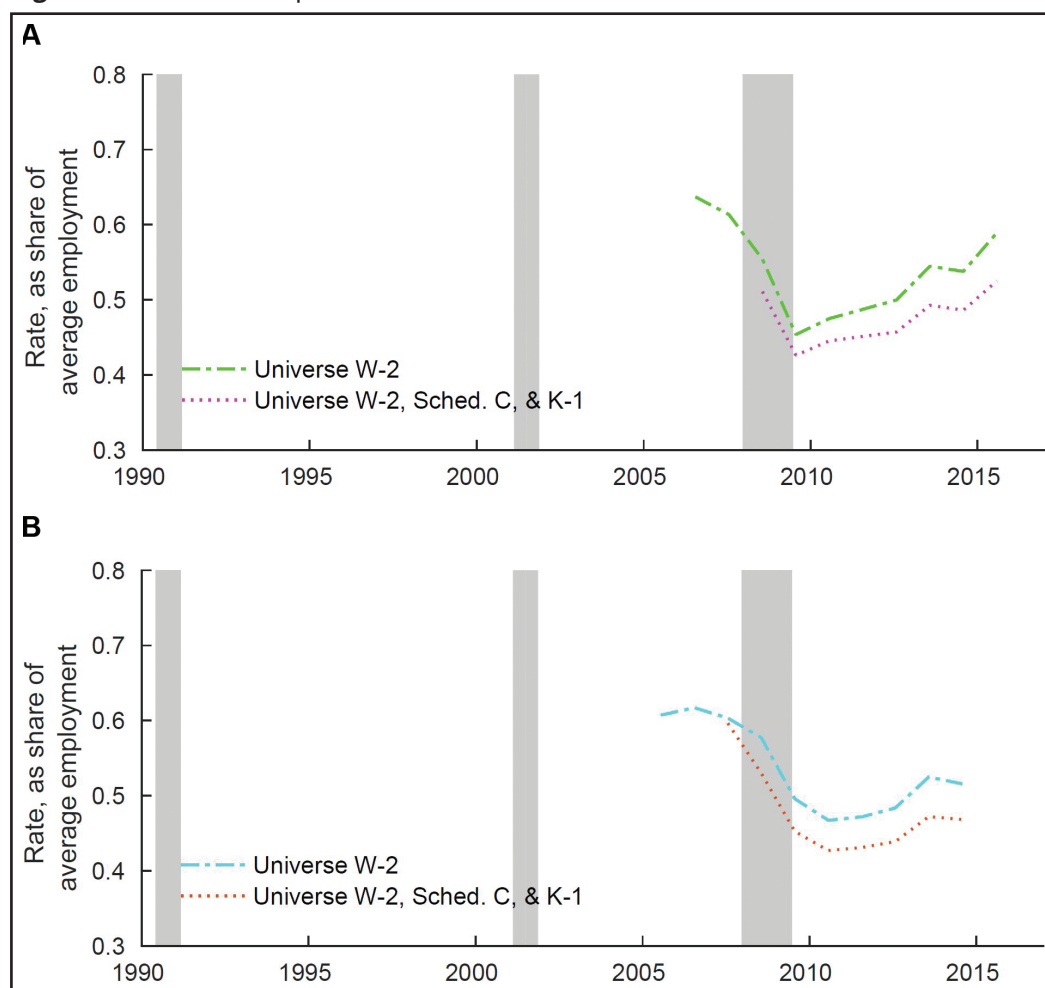 A
0.8
0.7
0.6
0.5
0.4
0.3
Rate, as share of
average employment
Universe W-2
Universe W-2, Sched. C, & K-1
1990 1995 2000 2005 2010 2015
B
0.8
0.7
0.6
0.5
0.4
0.3
Rate, as share of
average employment
Universe W-2
Universe W-2, Sched. C, & K-1
1990 1995 2000 2005 2010 2015